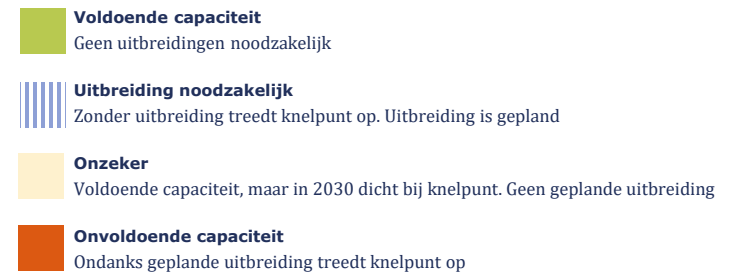 Voldoende capaciteit
Geen uitbreidingen noodzakelijk
Uitbreiding noodzakelijk
Zonder uitbreiding treedt knelpunt op. Uitbreiding is gepland
Onzeker
Voldoende capaciteit, maar in 2030 dicht bij knelpunt. Geen geplande uitbreiding
Onvoldoende capaciteit
Ondanks geplande uitbreiding treedt knelpunt op